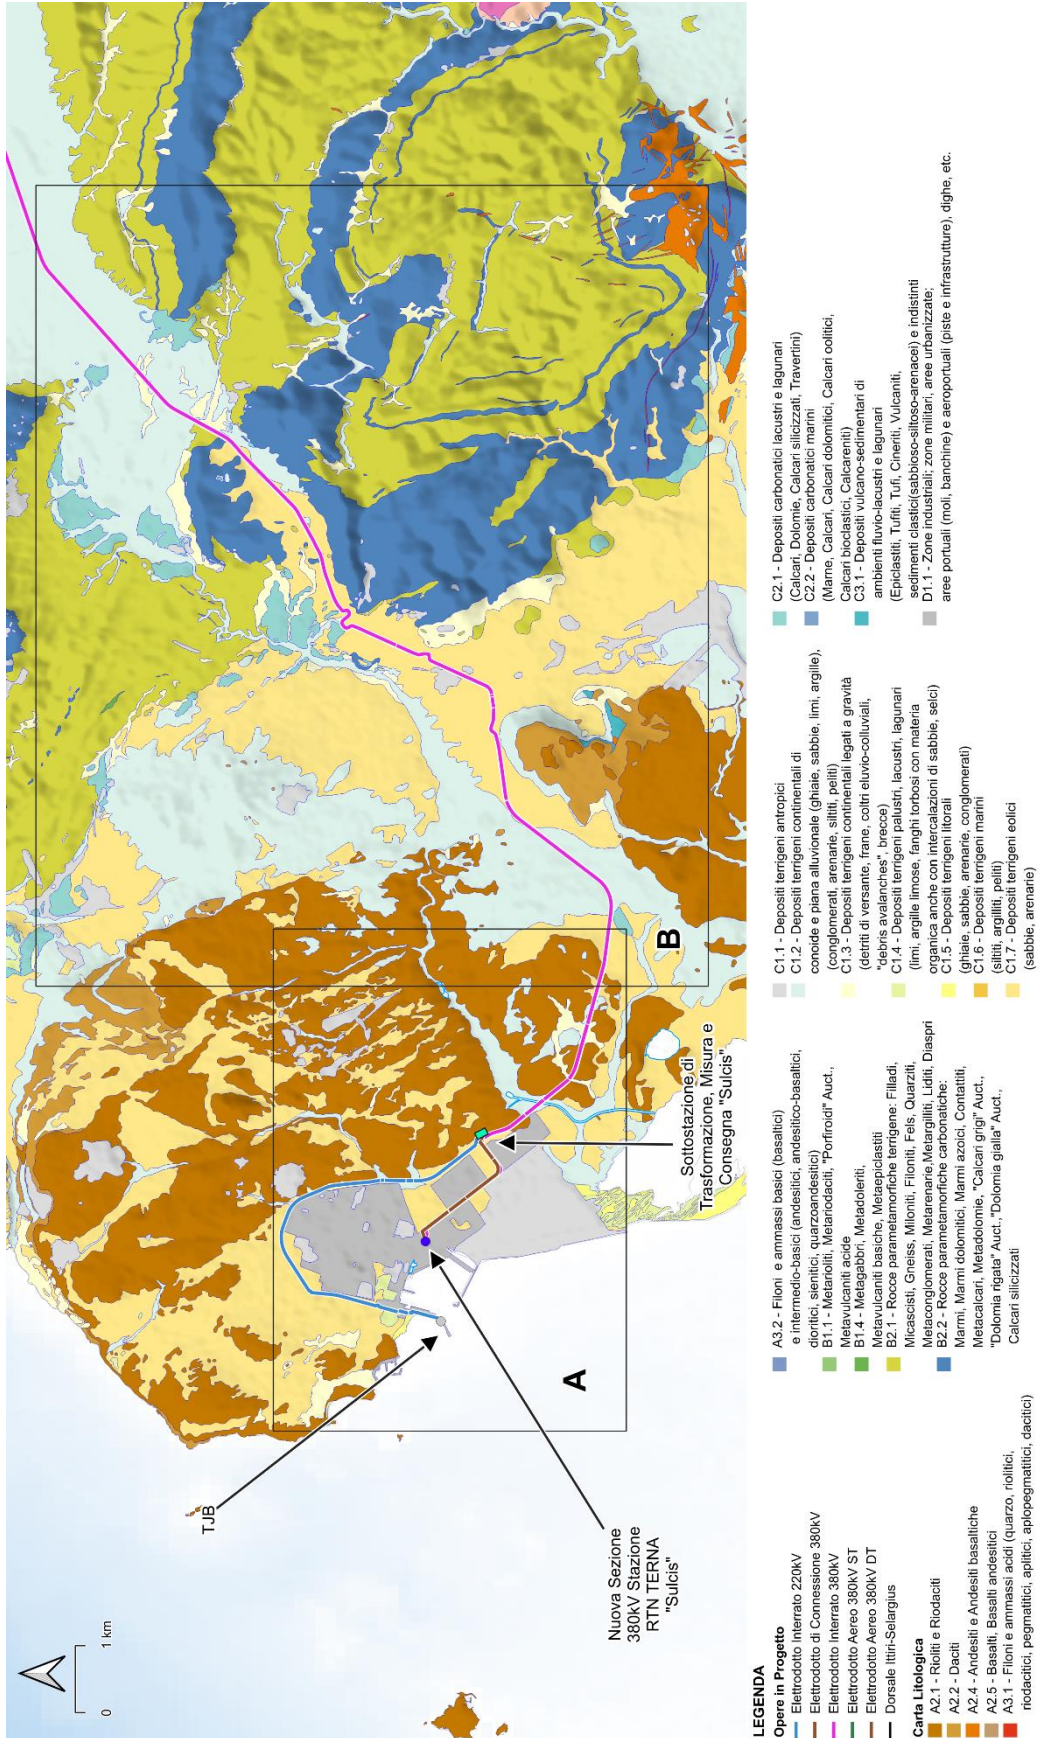 0
1 km
TJB
Nuova Sezione
380kV Stazione
RTN TERNA
"Sulcis"
Sottostazione di
Trasformazione, Misura e
Consegna "Sulcis"
A
B
LEGENDA
Opere in Progetto
Elettrodotto Interrato 220kV
Elettrodotto di Connessione 380kV
Elettrodotto Interrato 380kV
Elettrodotto Aereo 380kV ST
Elettrodotto Aereo 380kV DT
Dorsale Ittiri-Selargius
Carta Litologica
A2.1 - Rioliti e Riodaciti
A2.2 - Daciti
A2.4 - Andesiti e Andesiti basaltiche
A2.5 - Basalti, Basalti andesitici
A3.1 - Filoni e ammassi acidi (quarzo, riolitici,
riodacitici, pegmatitici, aplitici, aplopegmatitici, dacitici)
A3.2 - Filoni e ammassi basici (basaltici)
e intermedio-basici (andesitici, andesitico-basaltici,
dioritici, sienitici, quarzoandesitici)
B1.1 - Metarioliti, Metariodaciti, "Porfiroidi" Auct.,
Metavulcaniti acide
B1.4 - Metagabbri, Metadoleriti,
Metavulcaniti basiche, Metaepiclastiti
B2.1 - Rocce parametamorfiche terrigene: Filladi,
Micascisti, Gneiss, Miloniti, Filoniti, Fels, Quarziti,
Metaconglomerati, Metarenarie,Metargilliti, Liditi, Diaspri
B2.2 - Rocce parametamorfiche carbonatiche:
Marmi, Marmi dolomitici, Marmi azoici, Contattiti,
Metacalcari, Metadolomie, "Calcari grigi" Auct.,
"Dolomia rigata" Auct., "Dolomia gialla" Auct.,
Calcari silicizzati
C1.1 - Depositi terrigeni antropici
C1.2 - Depositi terrigeni continentali di
conoide e piana alluvionale (ghiaie, sabbie, limi, argille),
(conglomerati, arenarie, siltiti, peliti)
C1.3 - Depositi terrigeni continentali legati a gravità
(detriti di versante, frane, coltri eluvio-colluviali,
"debris avalanches", brecce)
C1.4 - Depositi terrigeni palustri, lacustri, lagunari
(limi, argille limose, fanghi torbosi con materia
organica anche con intercalazioni di sabbie, selci)
C1.5 - Depositi terrigeni litorali
(ghiaie, sabbie, arenarie, conglomerati)
C1.6 - Depositi terrigeni marini
(siltiti, argilliti, peliti)
C1.7 - Depositi terrigeni eolici
(sabbie, arenarie)
C2.1 - Depositi carbonatici lacustri e lagunari
(Calcari, Dolomie, Calcari silicizzati, Travertini)
C2.2 - Depositi carbonatici marini
(Marne, Calcari, Calcari dolomitici, Calcari oolitici,
Calcari bioclastici, Calcareniti)
C3.1 - Depositi vulcano-sedimentari di
ambienti fluvio-lacustri e lagunari
(Epiclastiti, Tufiti, Tufi, Cineriti, Vulcaniti,
sedimenti clastici(sabbioso-siltoso-arenacei) e indistinti
D1.1 - Zone industriali; zone militari, aree urbanizzate;
aree portuali (moli, banchine) e aeroportuali (piste e infrastrutture), dighe, etc.